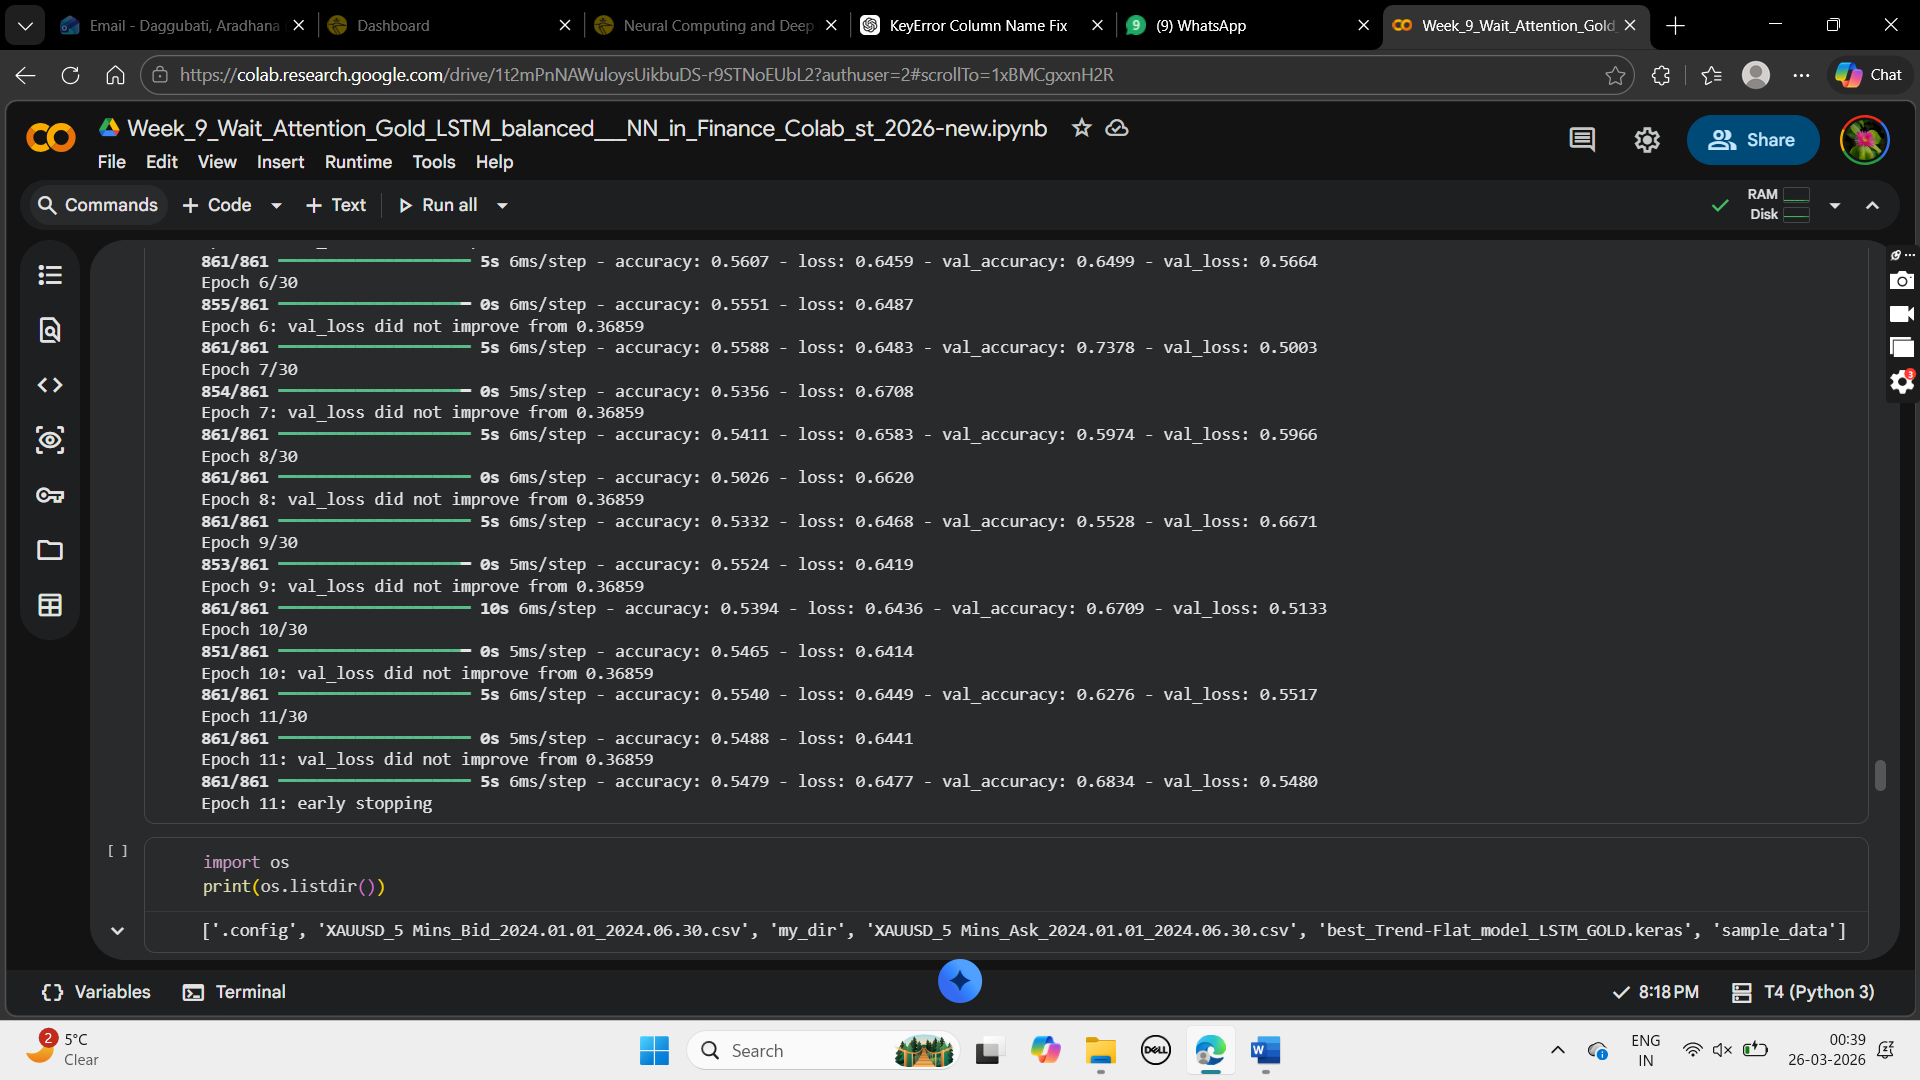 Email - Daggubati, Aradhana
Dashboard
Neural Computing and Deep
KeyError Column Name Fix
9
(9) WhatsApp
Week_9_Wait_Attention_Gold
https://colab.research.google.com/drive/1t2mPnNAWuloysUikbuDS-r9STNoEUbL2?authuser=2#scrollTo=1xBMCgxxnH2R
Chat
Week_9_Wait_Attention_Gold_LSTM_balanced___NN_in_Finance_Colab_st_2026-new.ipynb
File Edit View Insert Runtime Tools Help
Share
Commands + Code + Text Run all
RAM
Disk
861/861 5s 6ms/step - accuracy: 0.5607 - loss: 0.6459 - val_accuracy: 0.6499 - val_loss: 0.5664
Epoch 6/30
855/861 0s 6ms/step - accuracy: 0.5551 - loss: 0.6487
Epoch 6: val_loss did not improve from 0.36859
861/861 5s 6ms/step - accuracy: 0.5588 - loss: 0.6483 - val_accuracy: 0.7378 - val_loss: 0.5003
Epoch 7/30
854/861 0s 5ms/step - accuracy: 0.5356 - loss: 0.6708
Epoch 7: val_loss did not improve from 0.36859
861/861 5s 6ms/step - accuracy: 0.5411 - loss: 0.6583 - val_accuracy: 0.5974 - val_loss: 0.5966
Epoch 8/30
861/861 0s 6ms/step - accuracy: 0.5026 - loss: 0.6620
Epoch 8: val_loss did not improve from 0.36859
861/861 5s 6ms/step - accuracy: 0.5332 - loss: 0.6468 - val_accuracy: 0.5528 - val_loss: 0.6671
Epoch 9/30
853/861 0s 5ms/step - accuracy: 0.5524 - loss: 0.6419
Epoch 9: val_loss did not improve from 0.36859
861/861 10s 6ms/step - accuracy: 0.5394 - loss: 0.6436 - val_accuracy: 0.6709 - val_loss: 0.5133
Epoch 10/30
851/861 0s 5ms/step - accuracy: 0.5465 - loss: 0.6414
Epoch 10: val_loss did not improve from 0.36859
861/861 5s 6ms/step - accuracy: 0.5540 - loss: 0.6449 - val_accuracy: 0.6276 - val_loss: 0.5517
Epoch 11/30
861/861 0s 5ms/step - accuracy: 0.5488 - loss: 0.6441
Epoch 11: val_loss did not improve from 0.36859
861/861 5s 6ms/step - accuracy: 0.5479 - loss: 0.6477 - val_accuracy: 0.6834 - val_loss: 0.5480
Epoch 11: early stopping
3
[ ]
import os
print(os.listdir())
['.config', 'XAUUSD_5 Mins_Bid_2024.01.01_2024.06.30.csv', 'my_dir', 'XAUUSD_5 Mins_Ask_2024.01.01_2024.06.30.csv', 'best_Trend-Flat_model_LSTM_GOLD.keras', 'sample_data']
Variables Terminal
8:18 PM T4 (Python 3)
2
5°C
Clear
Search
DELL
W
ENG
IN
00:39
26-03-2026